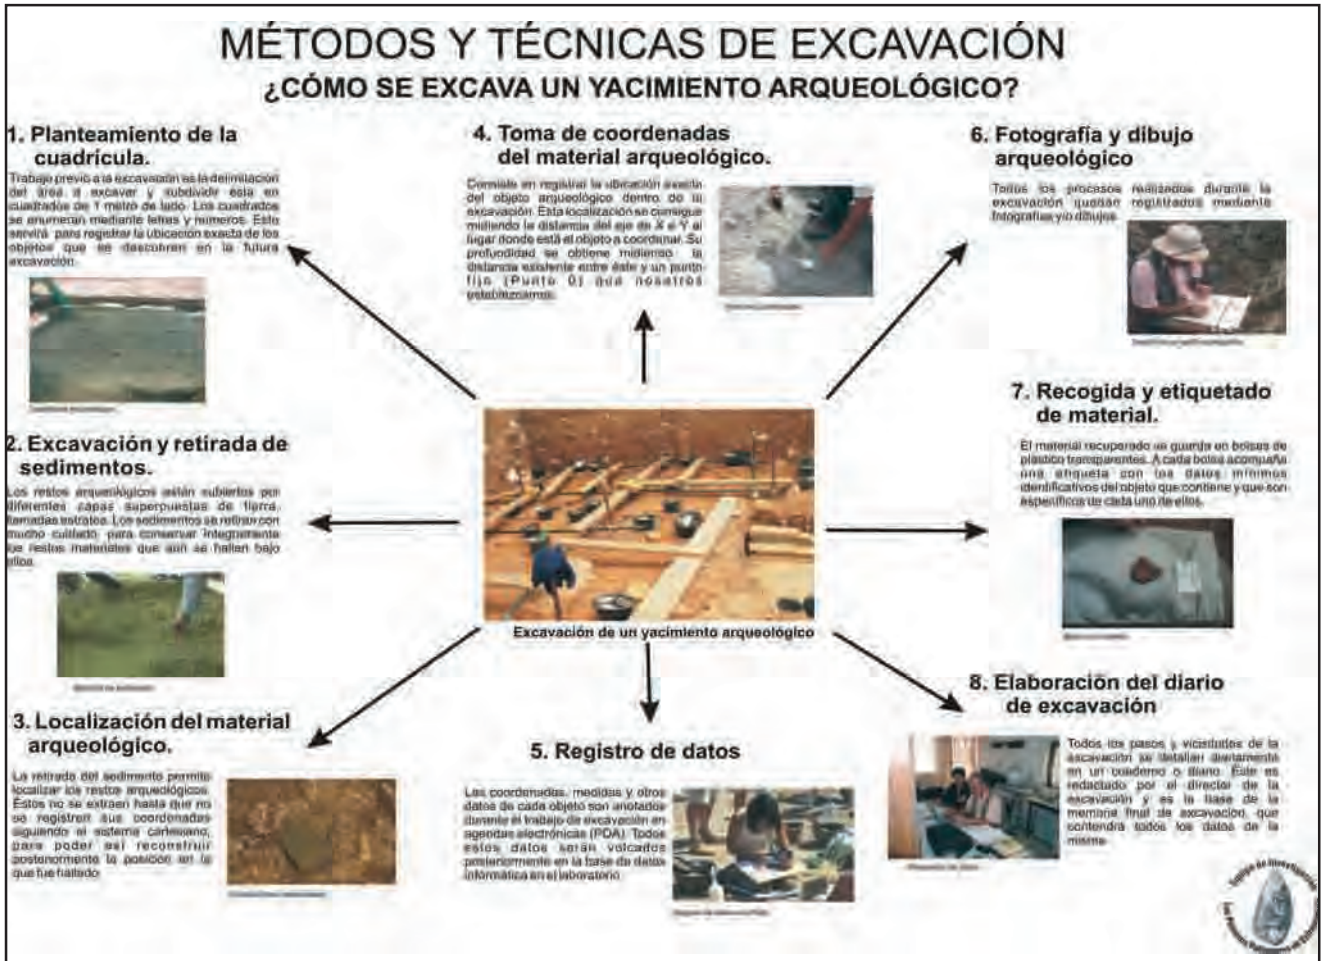 MÉTODOS Y TÉCNICAS DE EXCAVACIÓN
¿CÓMO SE EXCAVA UN YACIMIENTO ARQUEOLÓGICO?
1. Planteamiento de la
cuadrícula.
Trabajo previo a la excavación es la delimitación
del área a excavar y subdividir ésta en
cuadrados de 1 metro de lado. Los cuadrados
se enumeran mediante letras y números. Esto
servirá para registrar la ubicación exacta de los
objetos que se descubren en la futura
excavación
2. Excavación y retirada de
sedimentos.
Los restos arqueológicos están cubiertos por
diferentes capas superpuestas de tierra,
llamadas estratos. Los sedimentos se retiran con
mucho cuidado para conservar íntegramente
los restos materiales que aún se hallan bajo
ellos
3. Localización del material
arqueológico.
La retirada del sedimento permite
localizar los restos arqueológicos.
Éstos no se extraen hasta que no
se registren sus coordenadas
siguiendo el sistema cartesiano,
para poder así reconstruir
posteriormente la posición en la
que fue hallado
4. Toma de coordenadas
del material arqueológico.
Consiste en registrar la ubicación exacta
del objeto arqueológico dentro de la
excavación. Esta localización se consigue
midiendo la distancia del eje de X e Y al
lugar donde está el objeto a coordenar. Su
profundidad se obtiene midiendo la
distancia existente entre éste y un punto
fijo (Punto 0) que nosotros
establezcamos.
Excavación de un yacimiento arqueológico
5. Registro de datos
Las coordenadas, medidas y otros
datos de cada objeto son anotados
durante el trabajo de excavación en
agendas electrónicas (PDA). Todos
estos datos serán volcados
posteriormente en la base de datos
informática en el laboratorio
6. Fotografía y dibujo
arqueológico
Todos los procesos realizados durante la
excavación quedan registrados mediante
fotografías y/o dibujos
7. Recogida y etiquetado
de material.
El material recuperado se guarda en bolsas de
plástico transparentes. A cada bolsa acompaña
una etiqueta con los datos mínimos
identificativos del objeto que contiene y que son
específicos de cada uno de ellos.
8. Elaboración del diario
de excavación
Todos los pasos y vicisitudes de la
excavación se detallan diariamente
en un cuaderno o diario. Éste es
redactado por el director de la
excavación y es la base de la
memoria final de excavación, que
contendrá todos los datos de la
misma
Equipo de Investigación